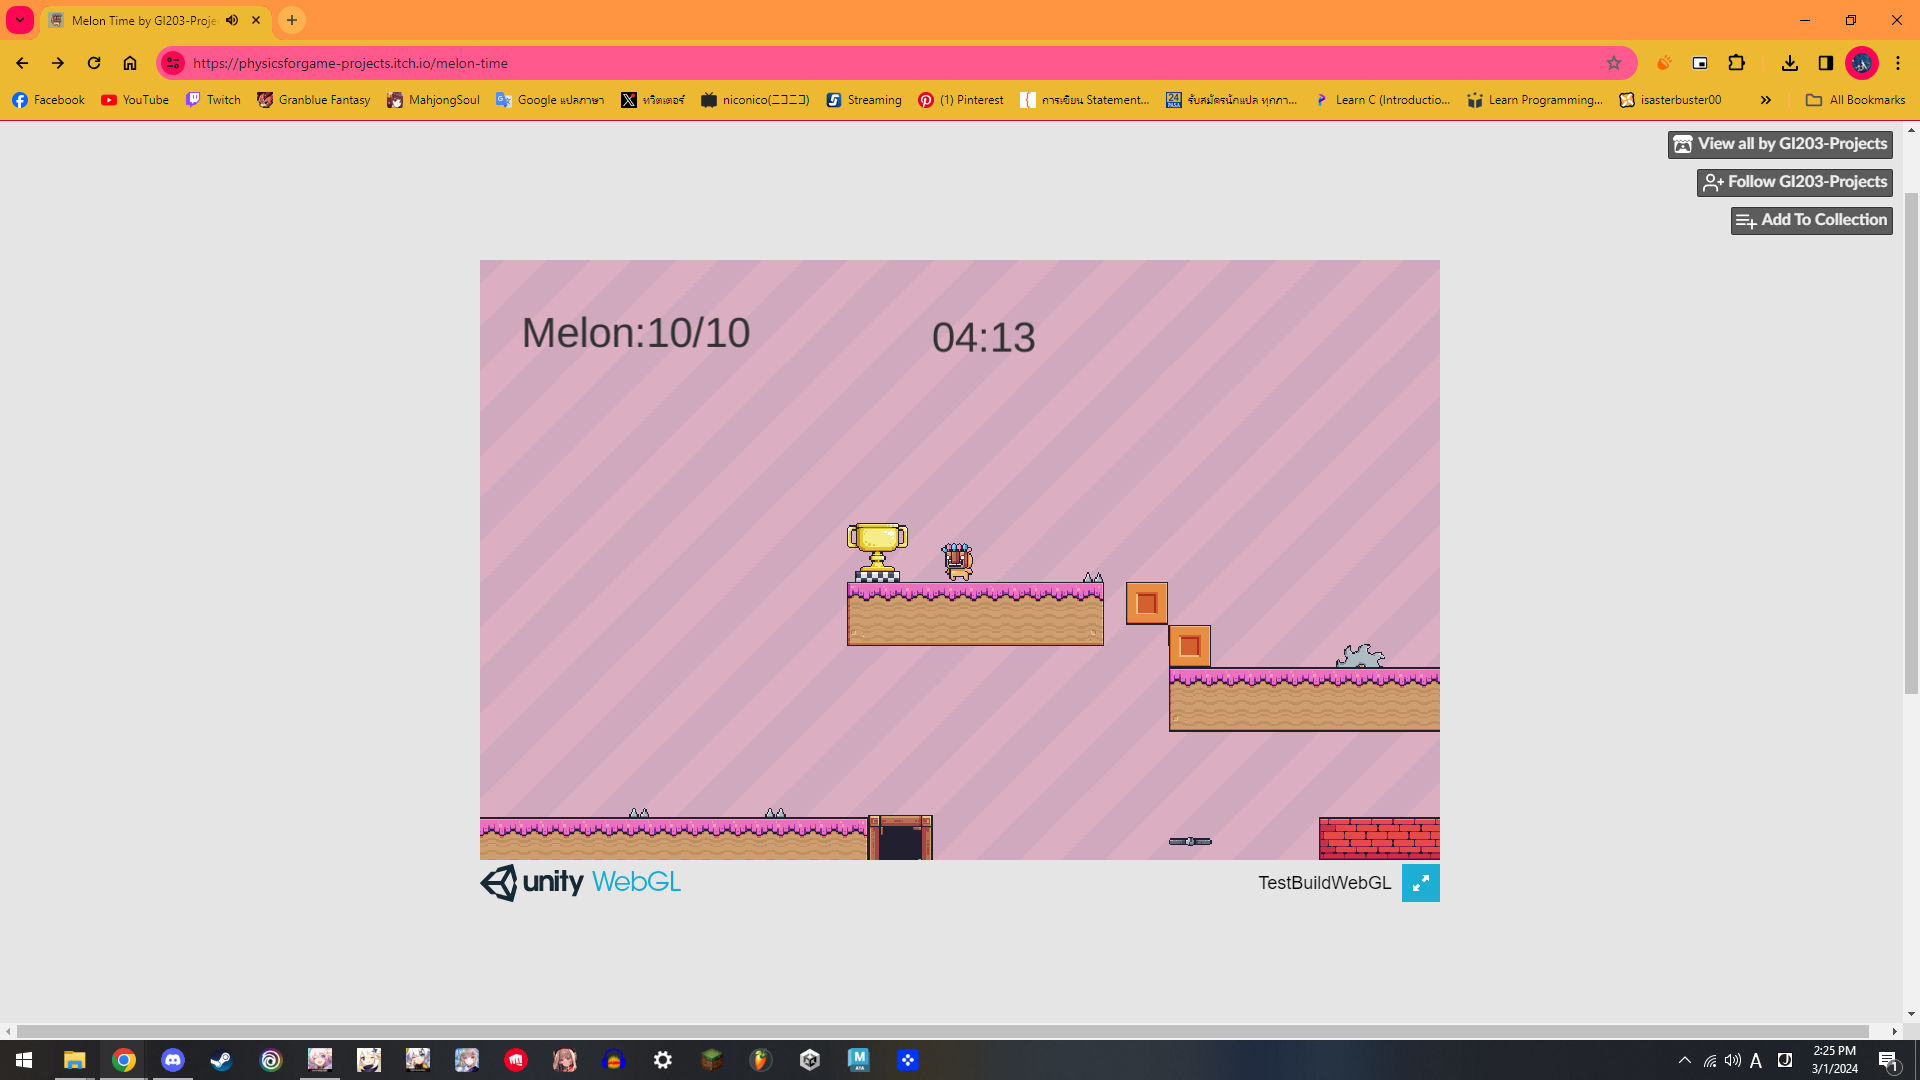 Melon Time by GI203-Proje
https://physicsforgame-projects.itch.io/melon-time
Facebook
YouTube
Twitch
Granblue Fantasy
MahjongSoul
Google แปลภาษา
ทวิตเตอร์
niconico(ニコニコ)
Streaming
(1) Pinterest
การเขียน Statement...
รับสมัครนักแปล ทุกภา...
Learn C (Introductio...
Learn Programming...
isasterbuster00
All Bookmarks
View all by GI203-Projects
Follow GI203-Projects
Add To Collection
Melon:10/10
04:13
unity WebGL
TestBuildWebGL
2:25 PM
3/1/2024